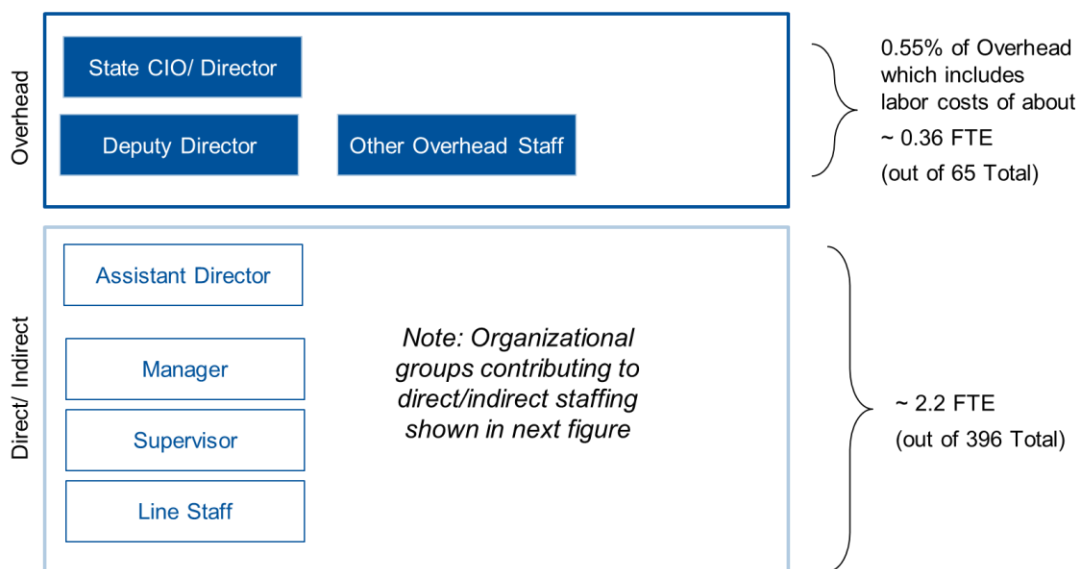 Overhead
State CIO/ Director
Deputy Director
Other Overhead Staff
0.55% of Overhead
which includes
labor costs of about
~ 0.36 FTE
(out of 65 Total)
Direct/ Indirect
Assistant Director
Manager
Supervisor
Line Staff
Note: Organizational
groups contributing to
direct/indirect staffing
shown in next figure
~ 2.2 FTE
(out of 396 Total)